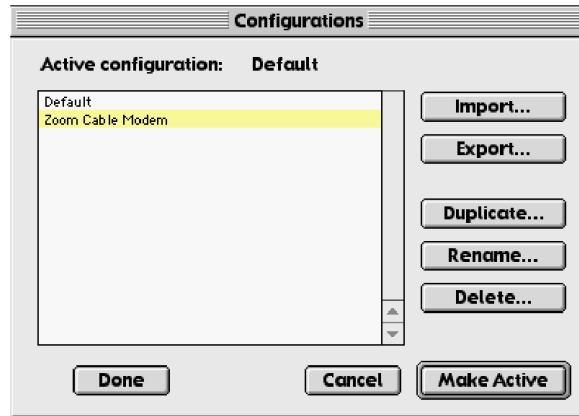 Configurations
Active configuration: Default
Default
Zoom Cable Modem
Import...
Export...
Duplicate...
Rename...
Delete...
Done
Cancel
Make Active